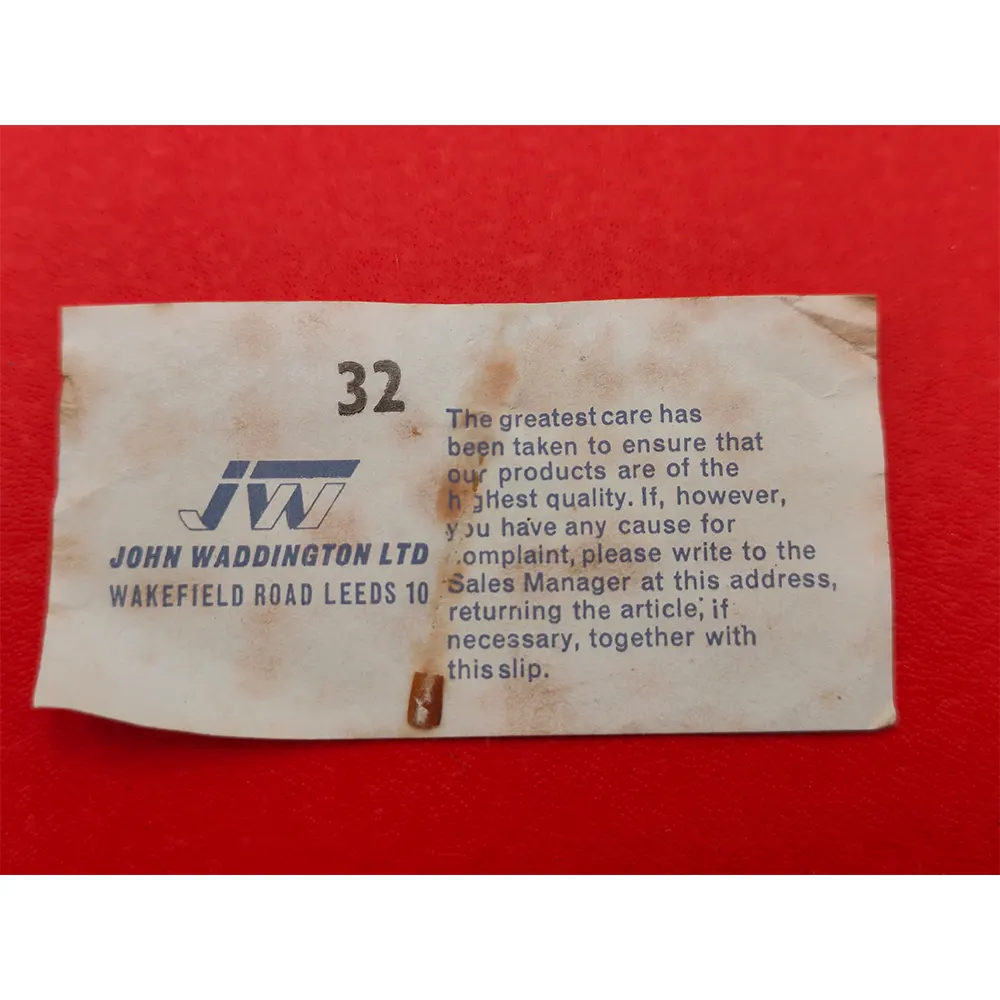 32
JW
JOHN WADDINGTON LTD
WAKEFIELD ROAD LEEDS 10
The greatest care has
been taken to ensure that
our products are of the
highest quality. If, however,
you have any cause for
complaint, please write to the
Sales Manager at this address,
returning the article, if
necessary, together with
this slip.